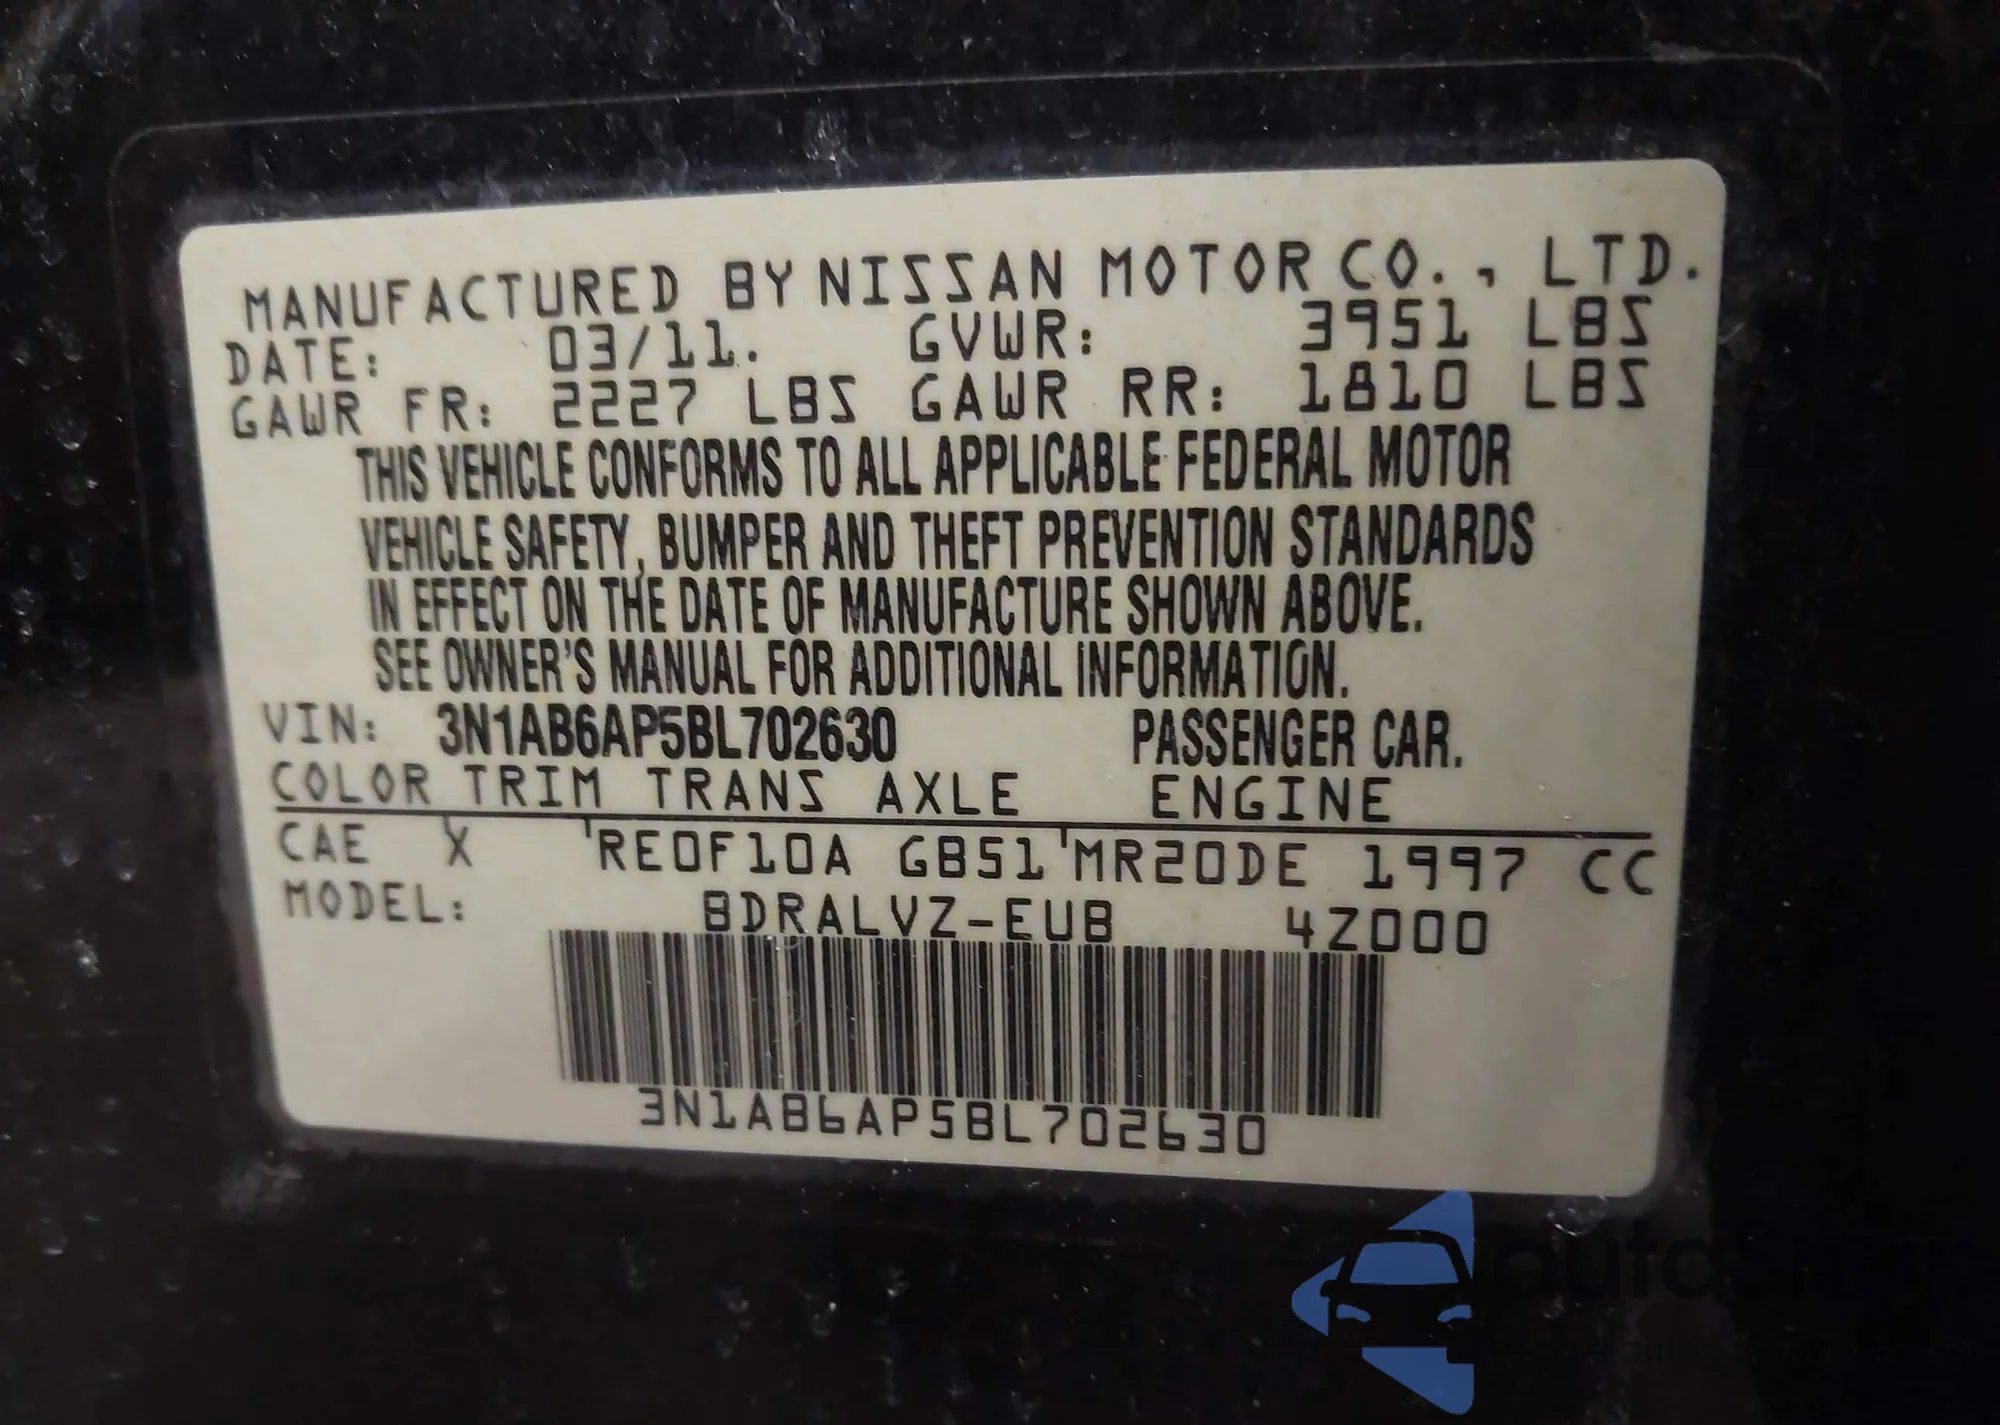 MANUFACTURED BY NISSAN MOTOR CO., LTD.
DATE: 03/11. GVWR: 3951 LBS
GAWR FR: 2227 LBS GAWR RR: 1810 LBS
THIS VEHICLE CONFORMS TO ALL APPLICABLE FEDERAL MOTOR
VEHICLE SAFETY, BUMPER AND THEFT PREVENTION STANDARDS
IN EFFECT ON THE DATE OF MANUFACTURE SHOWN ABOVE.
SEE OWNER'S MANUAL FOR ADDITIONAL INFORMATION.
VIN: 3N1AB6AP5BL702630 PASSENGER CAR.
COLOR TRIM TRANS AXLE ENGINE
CAE X 'RE0F10A GB51'MR20DE 1997 CC
MODEL: BDRALVZ-EUB 4Z000
3N1AB6AP5BL702630